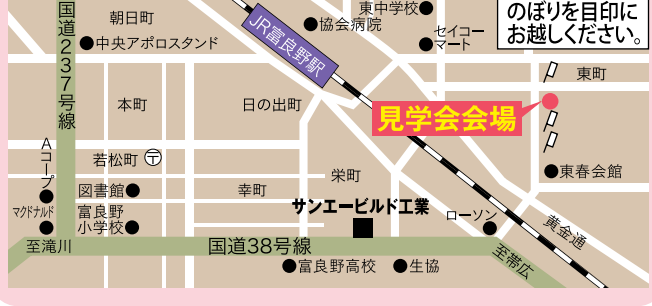 のぼりを目印に
お越しください。
国道237号線
朝日町
中央アポロスタンド
JR富良野駅
東中学校
協会病院
セイコー
マート
東町
本町
日の出町
見学会会場
Aコープ
若松町
〒
東春会館
図書館
幸町
栄町
マクドナルド
富良野
小学校
サンエービルド工業
ローソン
黄金通
至滝川
国道38号線
至帯広
富良野高校
生協